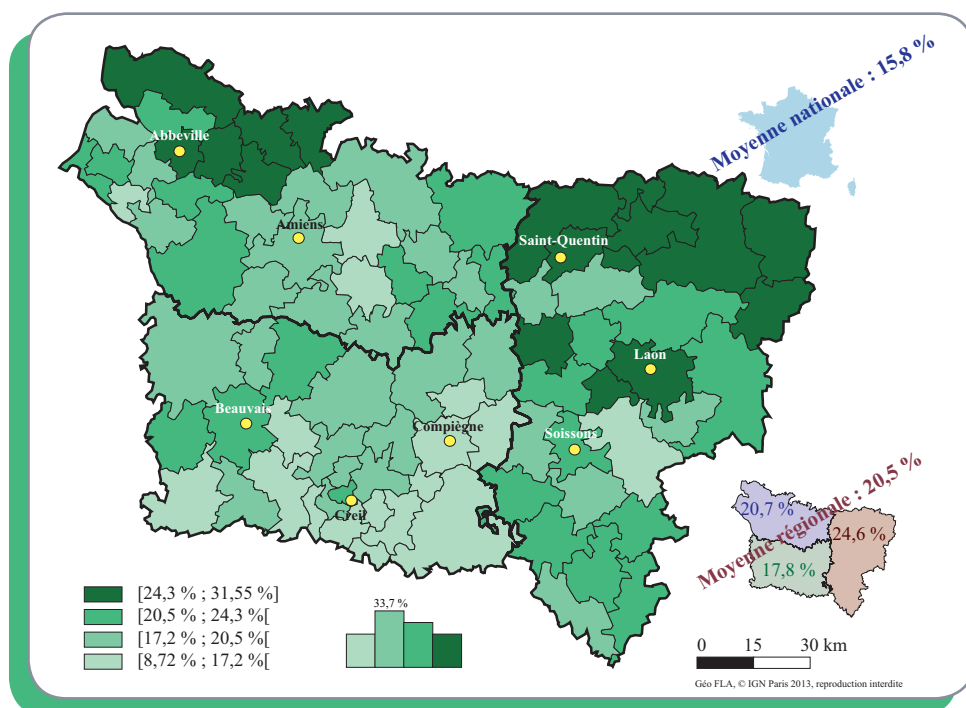 Moyenne nationale : 15,8 %
Abbeville
Amiens
Saint-Quentin
Laon
Beauvais
Compiègne
Soissons
Creil
Moyenne régionale : 20,5 %
20,7 %
24,6 %
17,8 %
[24,3 % ; 31,55 %]
[20,5 % ; 24,3 %[
[17,2 % ; 20,5 %[
[8,72 % ; 17,2 %[
33,7 %
0 15 30 km
Géo FLA, © IGN Paris 2013, reproduction interdite